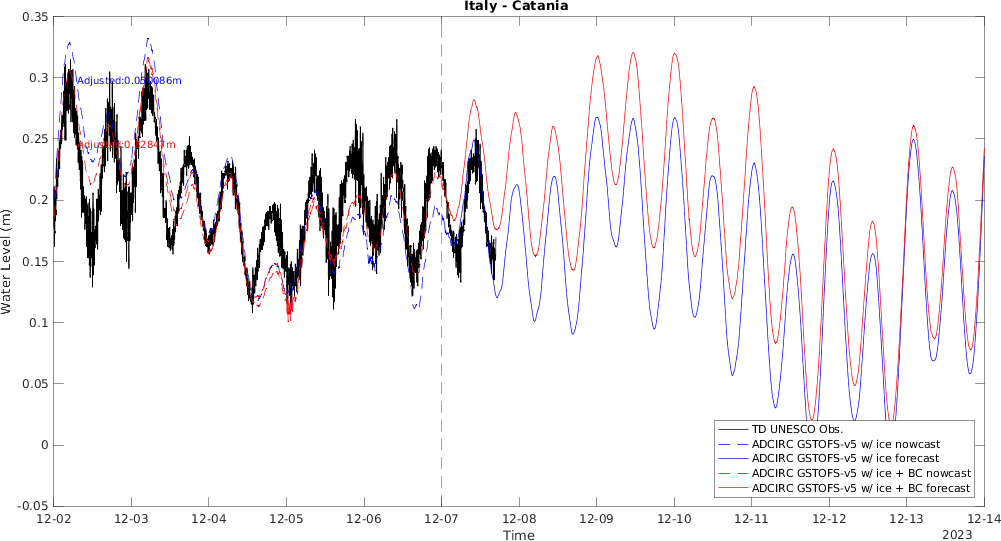 Italy - Catania
0.35
0.3
0.25
0.2
0.15
0.1
0.05
0
-0.05
Water Level (m)
12-02
12-03
12-04
12-05
12-06
12-07
12-08
12-09
12-10
12-11
12-12
12-13
12-14
2023
Time
TD UNESCO Obs.
ADCIRC GSTOFS-v5 w/ ice nowcast
ADCIRC GSTOFS-v5 w/ ice forecast
ADCIRC GSTOFS-v5 w/ ice + BC nowcast
ADCIRC GSTOFS-v5 w/ ice + BC forecast